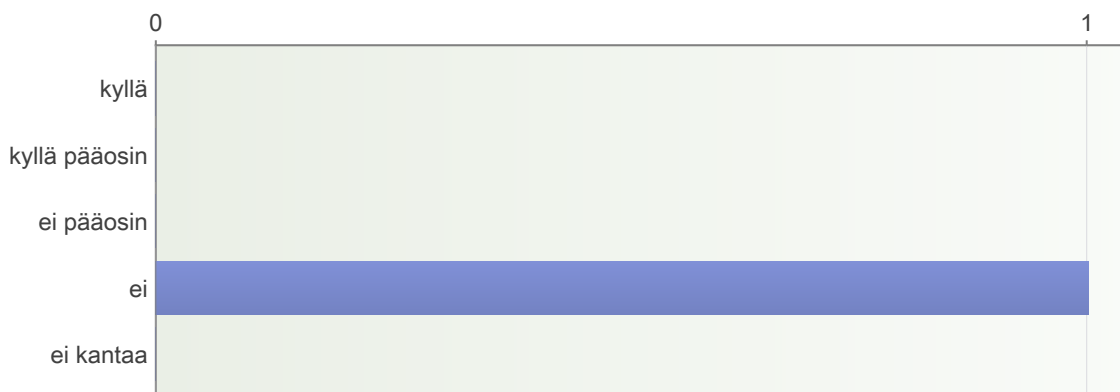 0 1
kyllä
kyllä pääosin
ei pääosin
ei
ei kantaa